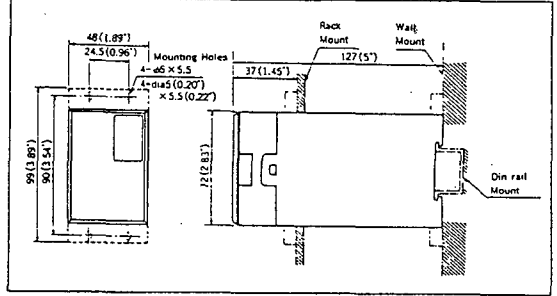 48 (1.89")
24.5 (0.96")
Mounting Holes
4-ø5 × 5.5
4-dia5 (0.20")
× 5.5 (0.22")
99 (3.89")
90 (3.54")
Rack
Mount
Wall
Mount
127 (5")
37 (1.45")
72 (2.83")
Din rail
Mount